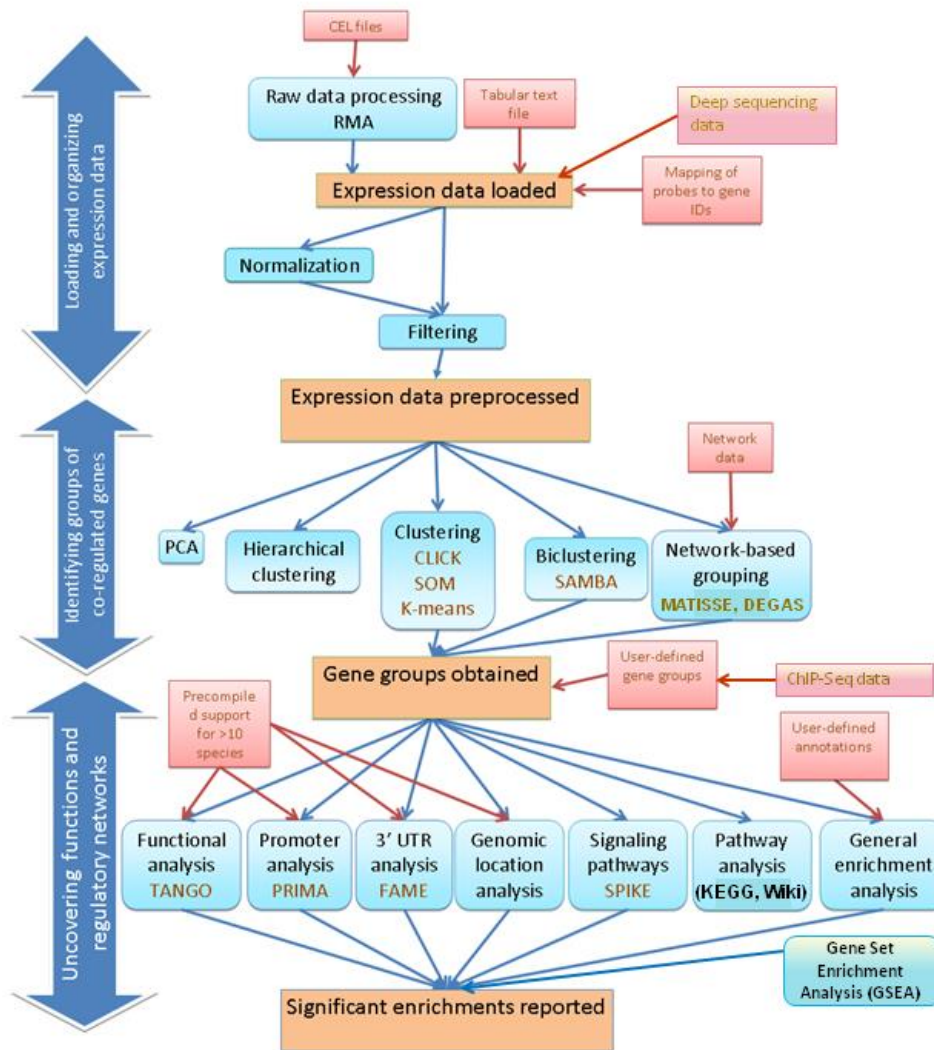 CEL files
Raw data processing
RMA
Tabular text
file
Deep sequencing
data
Expression data loaded
Mapping of
probes to gene
IDs
Loading and organizing
expression data
Normalization
Filtering
Expression data preprocessed
Network
data
Identifying groups of
co-regulated genes
PCA
Hierarchical
clustering
Clustering
CLICK
SOM
K-means
Biclustering
SAMBA
Network-based
grouping
MATISSE, DEGAS
Gene groups obtained
User-defined
gene groups
ChIP-Seq data
Precompile
d support
for >10
species
User-defined
annotations
Uncovering functions and
regulatory networks
Functional
analysis
TANGO
Promoter
analysis
PRIMA
3' UTR
analysis
FAME
Genomic
location
analysis
Signaling
pathways
SPIKE
Pathway
analysis
(KEGG, Wiki)
General
enrichment
analysis
Gene Set
Enrichment
Analysis (GSEA)
Significant enrichments reported